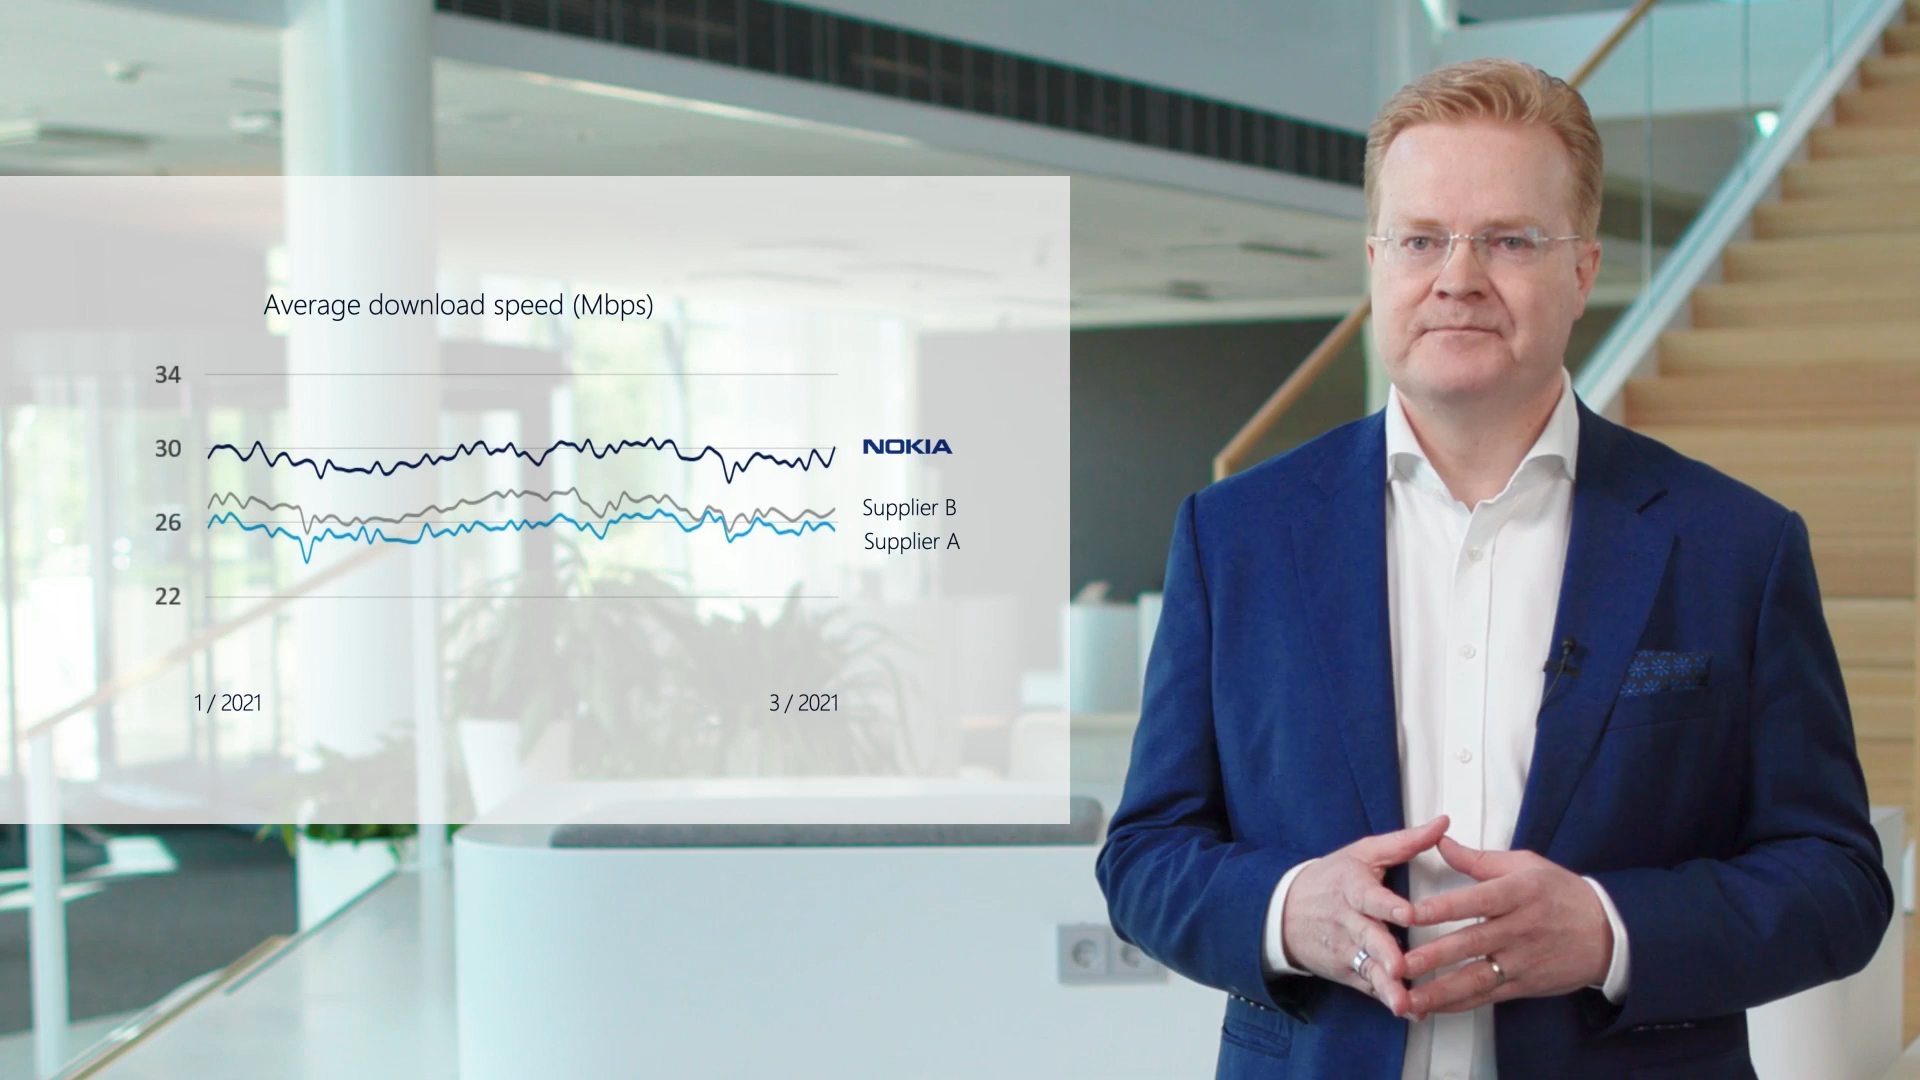 Average download speed (Mbps)
34
30
NOKIA
Supplier B
26
Supplier A
22
1 / 2021
3 / 2021